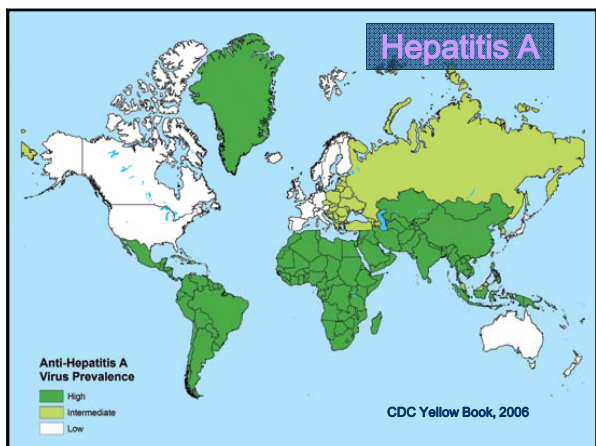 Hepatitis A
Anti-Hepatitis A
Virus Prevalence
High
Intermediate
Low
CDC Yellow Book, 2006